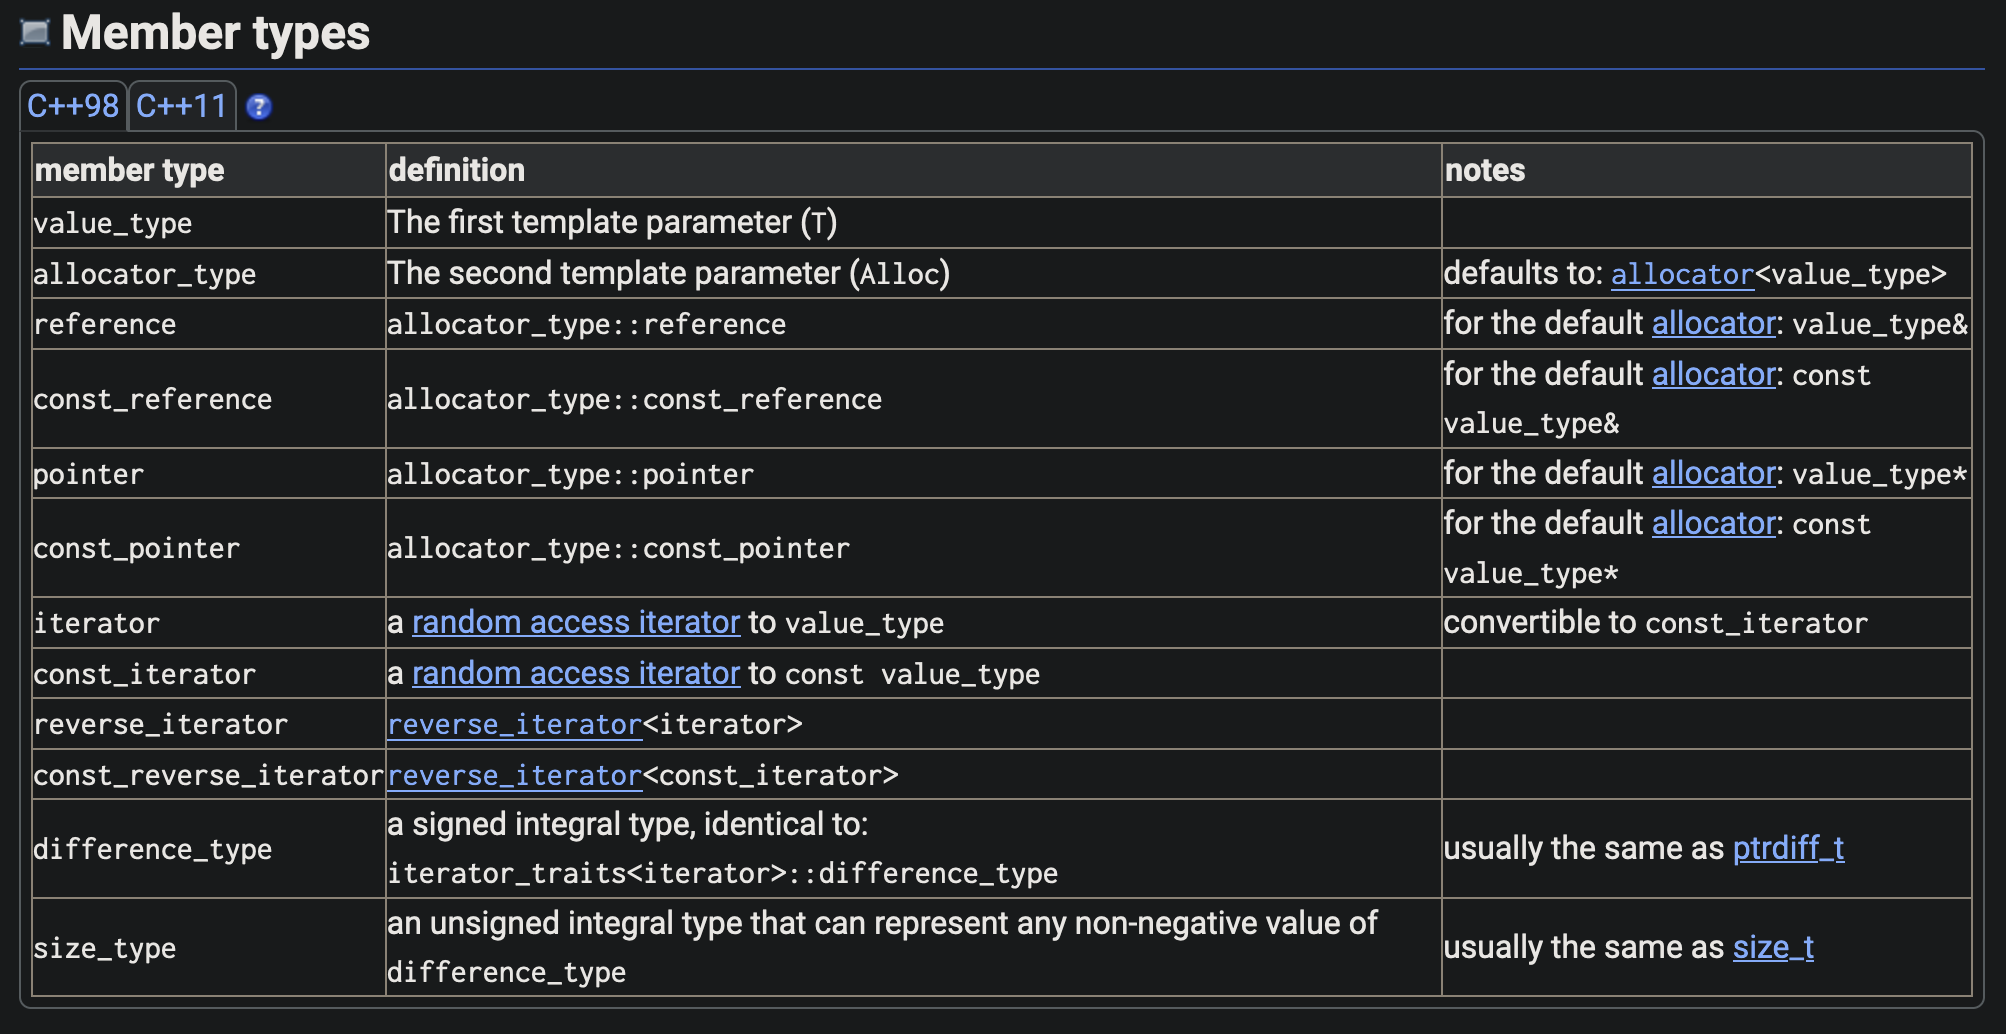 Member types
C++98 C++11 ?
member type definition notes
value_type The first template parameter (T)
allocator_type The second template parameter (Alloc) defaults to: allocator<value_type>
reference allocator_type::reference for the default allocator: value_type&
const_reference allocator_type::const_reference for the default allocator: const
value_type&
pointer allocator_type::pointer for the default allocator: value_type*
const_pointer allocator_type::const_pointer for the default allocator: const
value_type*
iterator a random access iterator to value_type convertible to const_iterator
const_iterator a random access iterator to const value_type
reverse_iterator reverse_iterator<iterator>
const_reverse_iterator reverse_iterator<const_iterator>
difference_type a signed integral type, identical to:
iterator_traits<iterator>::difference_type usually the same as ptrdiff_t
size_type an unsigned integral type that can represent any non-negative value of
difference_type usually the same as size_t